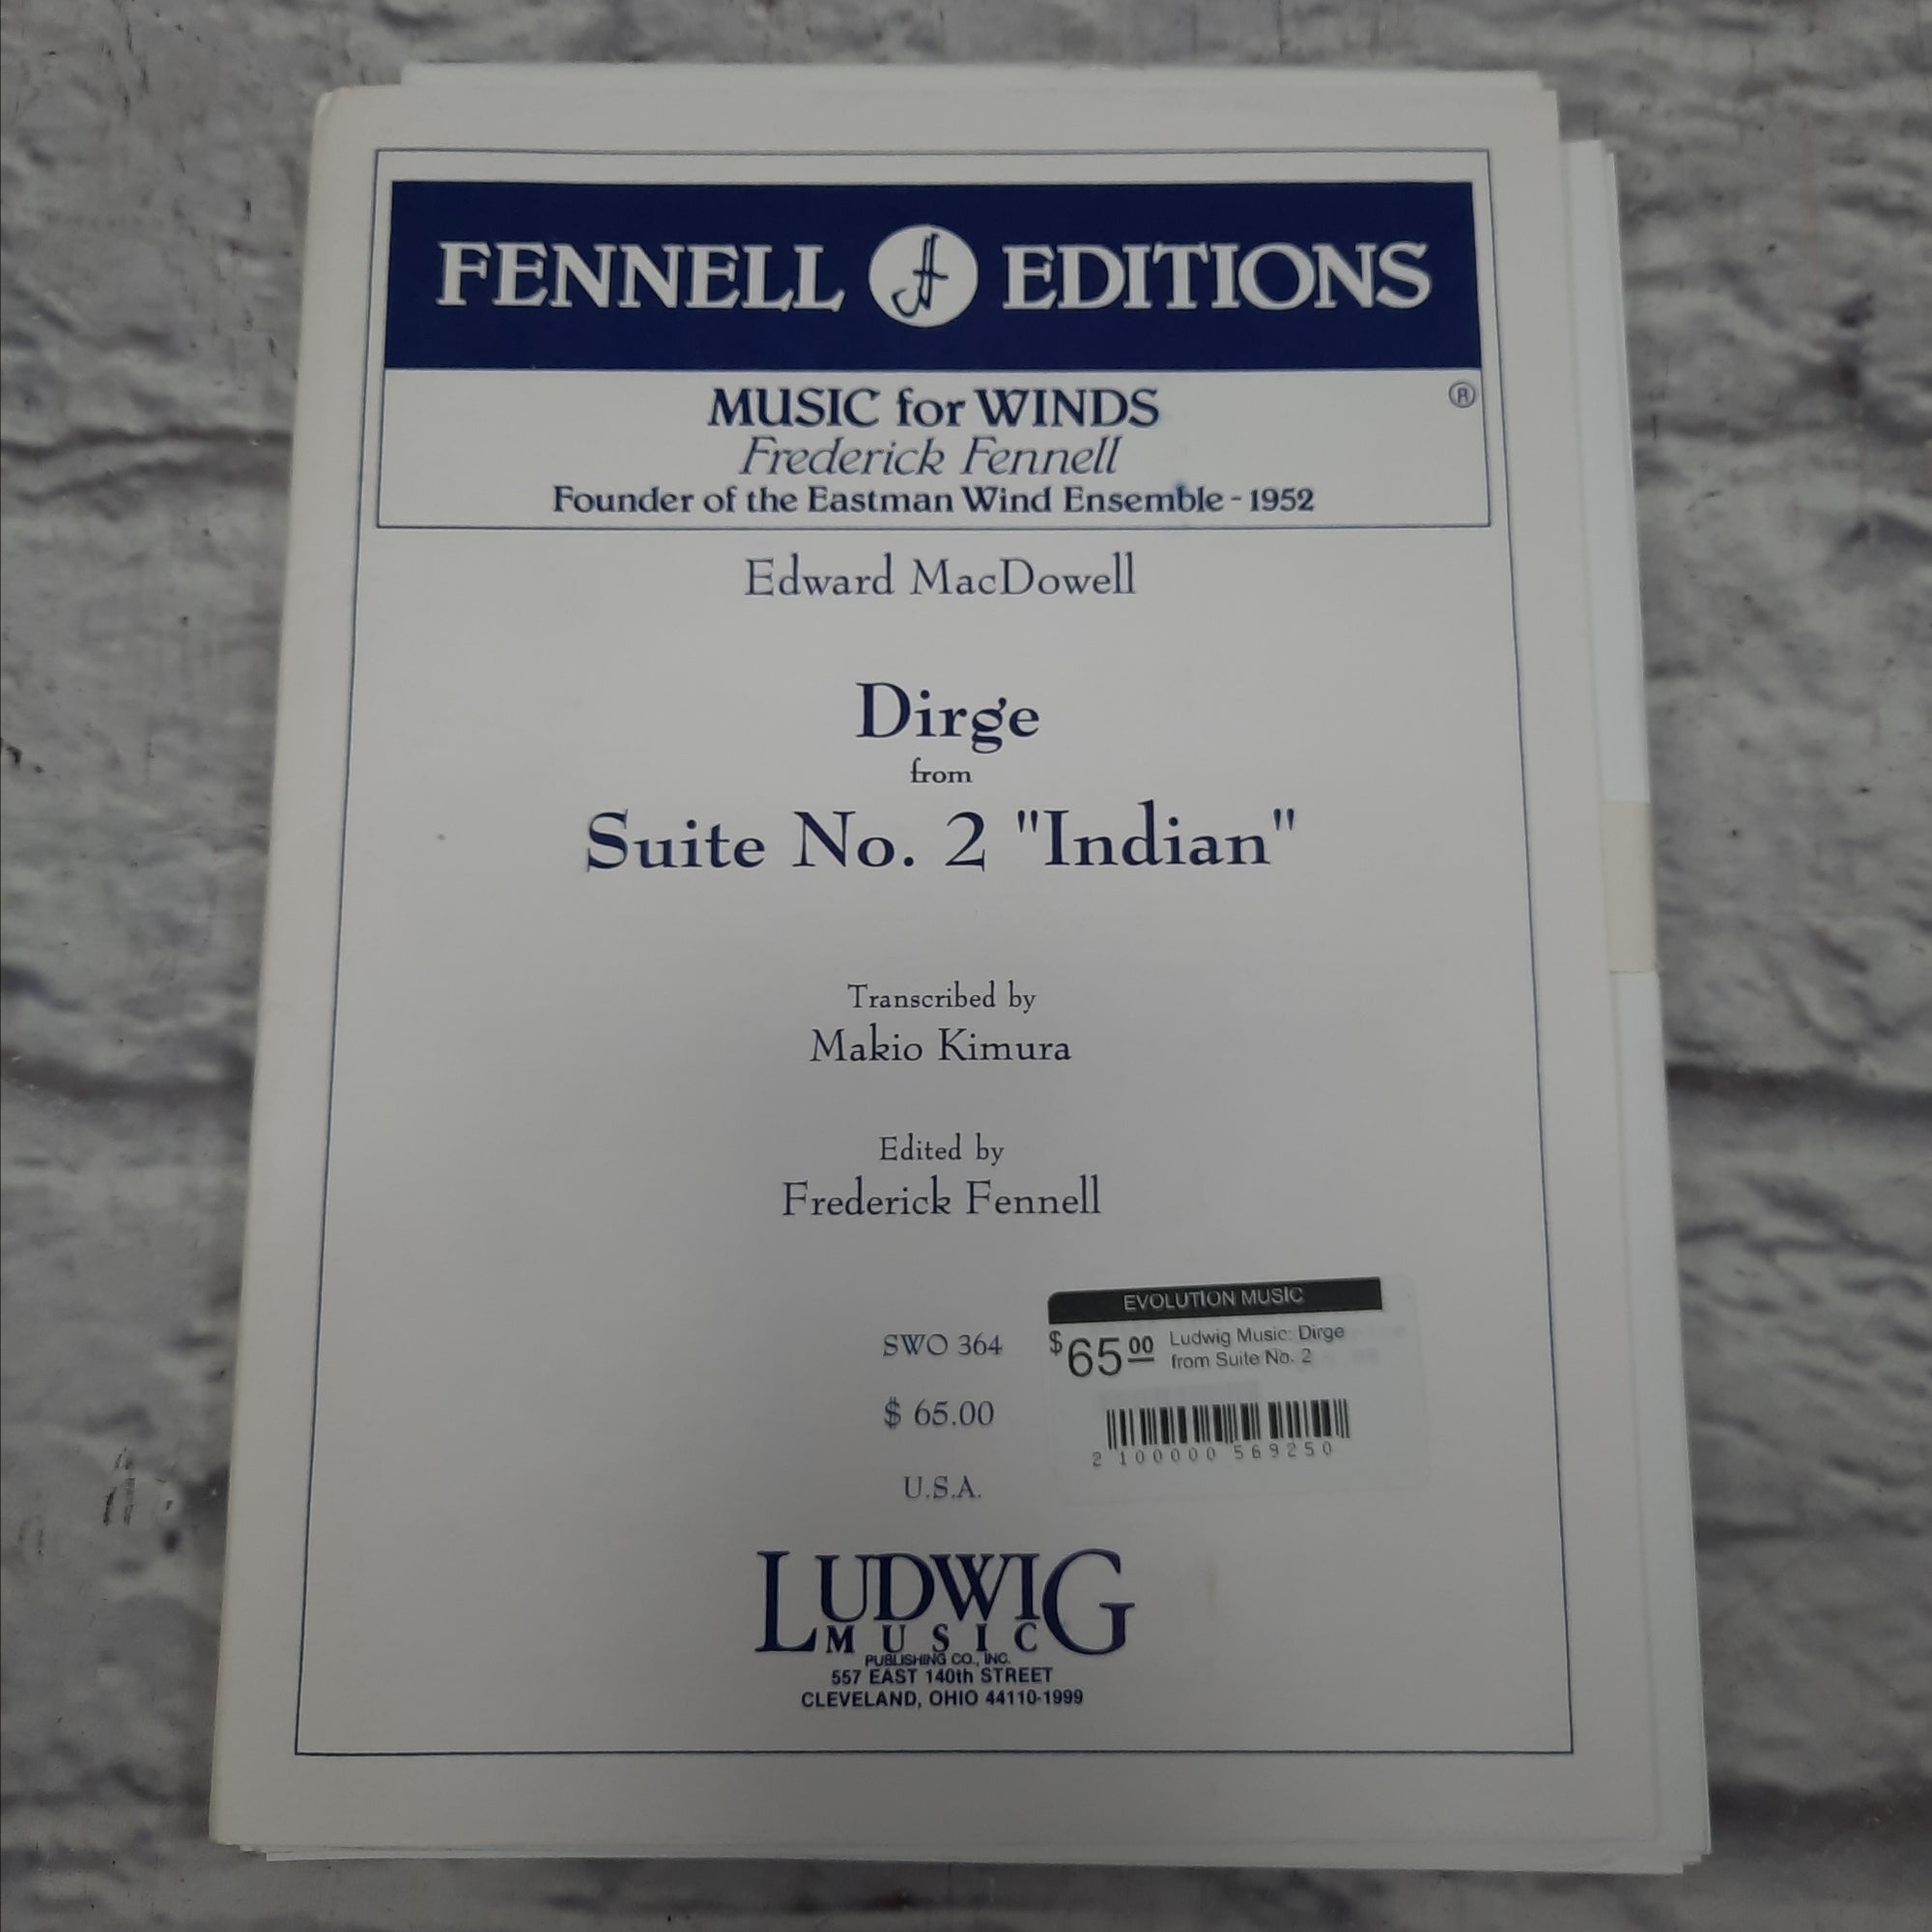 FENNELL EDITIONS
MUSIC for WINDS ®
Frederick Fennell
Founder of the Eastman Wind Ensemble - 1952
Edward MacDowell
Dirge
from
Suite No. 2 "Indian"
Transcribed by
Makio Kimura
Edited by
Frederick Fennell
SWO 364
$ 65.00
U.S.A.
EVOLUTION MUSIC
$65 00 Ludwig Music: Dirge
from Suite No. 2
2 100000 569250
LUDWIG
MUSIC
PUBLISHING CO., INC.
557 EAST 140th STREET
CLEVELAND, OHIO 44110-1999